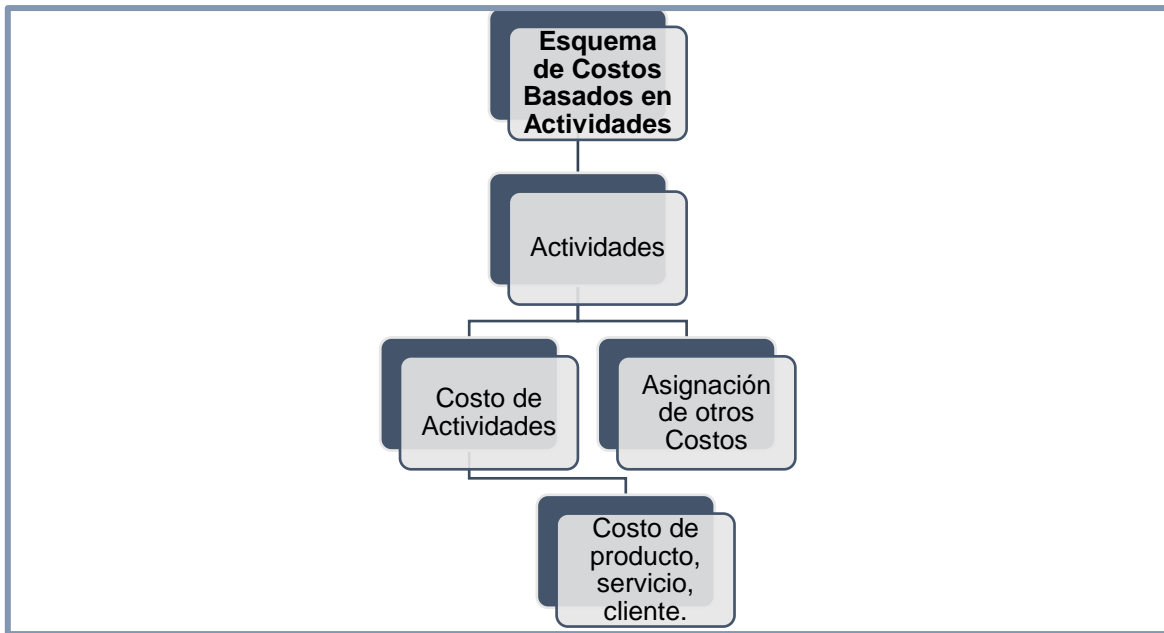 Esquema
de Costos
Basados en
Actividades
Actividades
Costo de
Actividades
Asignación
de otros
Costos
Costo de
producto,
servicio,
cliente.